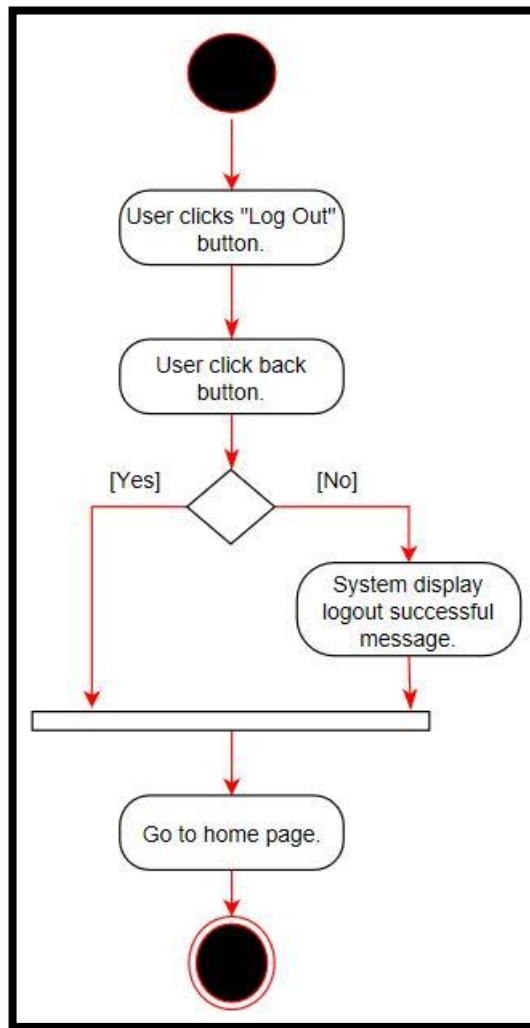 User clicks "Log Out"
button.
User click back
button.
[Yes]
[No]
System display
logout successful
message.
Go to home page.